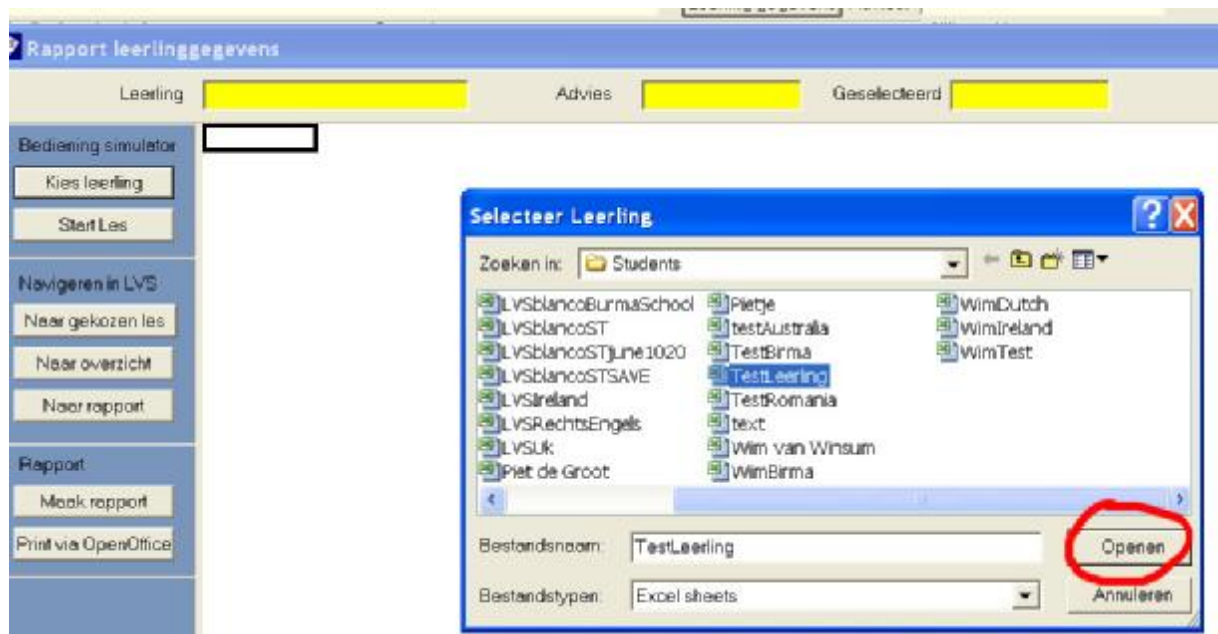 Rapport leerlinggegevens
Leerling Advies Geselecteerd
Bediening simulator
Kies leerling
Start Les
Navigeren in LVS
Naar gekozen les
Naar overzicht
Naar rapport
Rapport
Maak rapport
Print via OpenOffice
Selecteer Leerling
Zoeken in: Students
LVSblancoBurmaSchool Pietje WimDutch
LVSblancoST testAustralia WimIreland
LVSblancoSTjune1020 TestBirma WimTest
LVSblancoSTSAVE TestLeerling
LVSIreland TestRomania
LVSRechtsEngels text
LVSUk Wim van Winsum
Piet de Groot WimBirma
Bestandsnaam: TestLeerling Openen
Bestandstypen: Excel sheets Annuleren